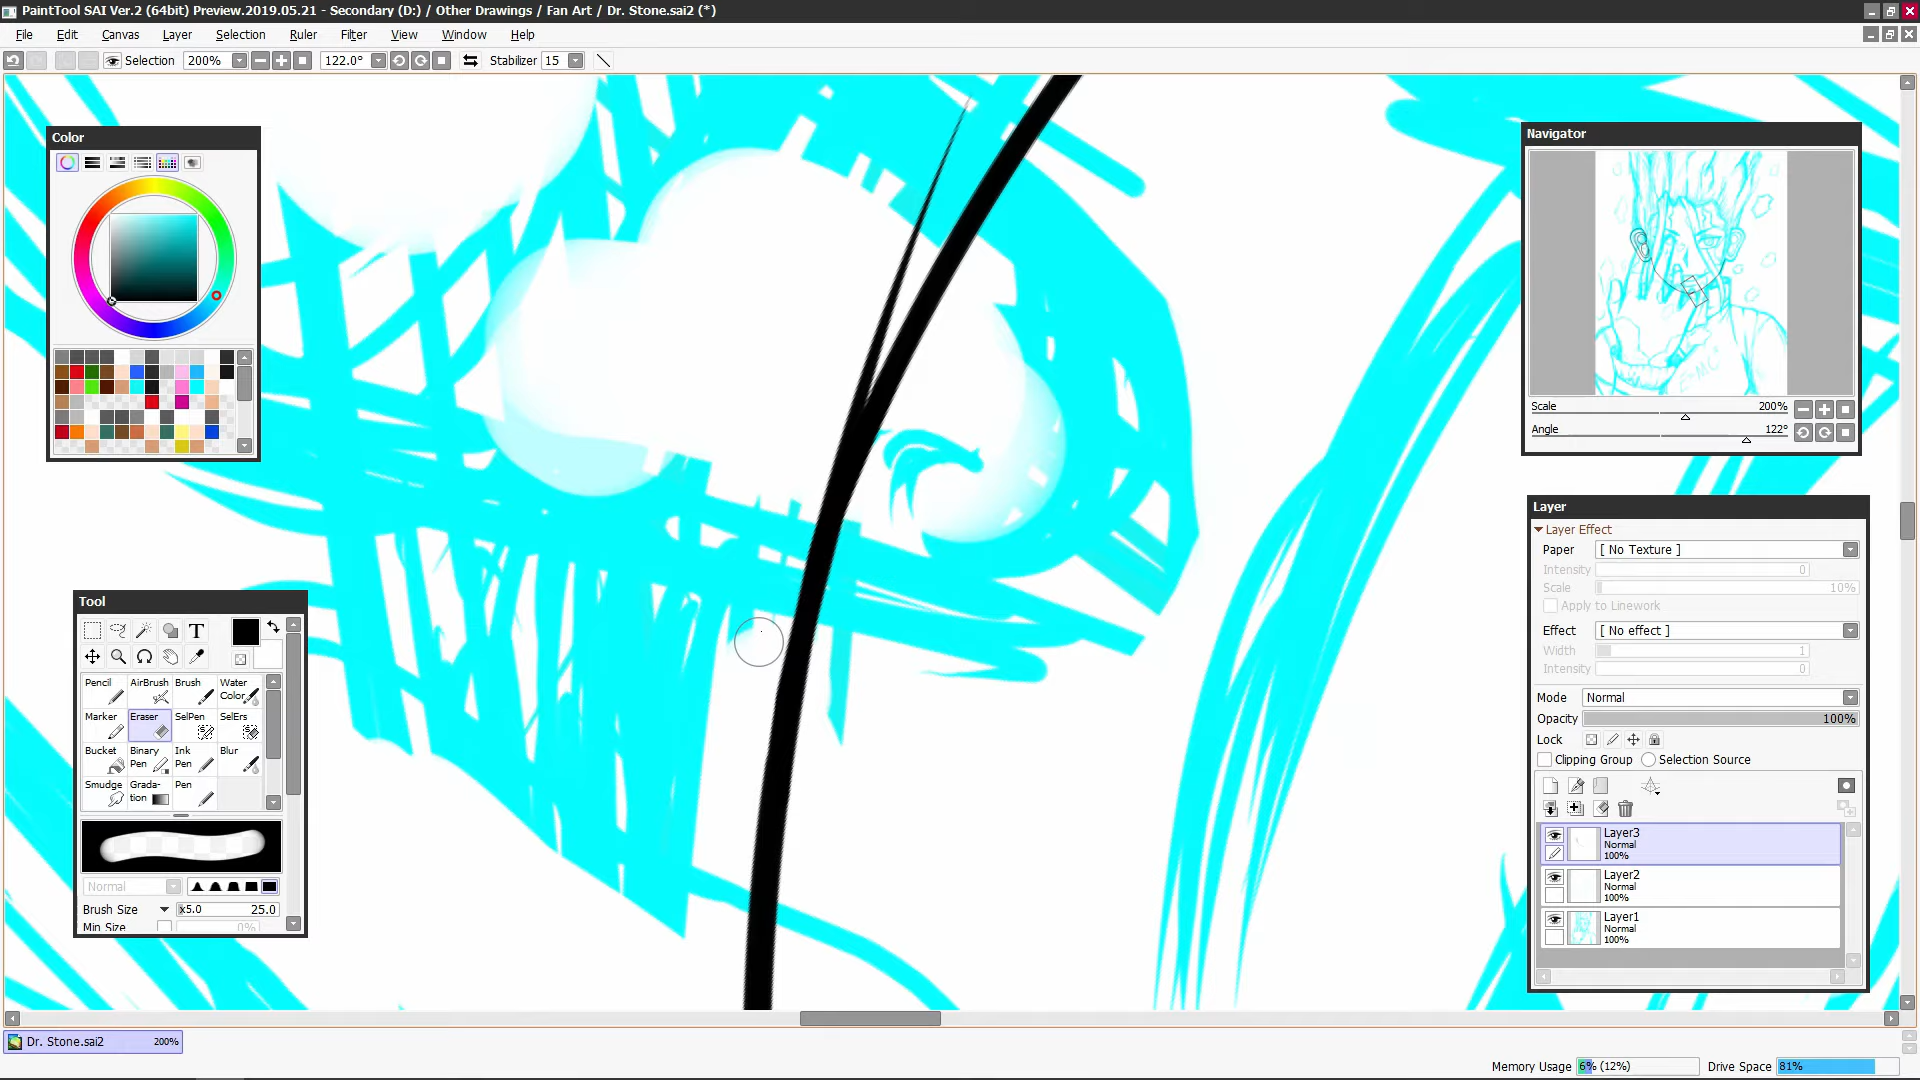 PaintTool SAI Ver.2 (64bit) Preview.2019.05.21 - Secondary (D:) / Other Drawings / Fan Art / Dr. Stone.sai2 (*)
File Edit Canvas Layer Selection Ruler Filter View Window Help
Selection 200% 122.0° Stabilizer 15
Color
Navigator
E=MC
Scale 200%
Angle 122°
Layer
Layer Effect
Paper [ No Texture ]
Intensity 0
Scale 10%
Apply to Linework
Effect [ No effect ]
Width 1
Intensity 0
Mode Normal
Opacity 100%
Lock
Clipping Group Selection Source
Layer3
Normal
100%
Layer2
Normal
100%
Layer1
Normal
100%
Tool
T
Pencil AirBrush Brush Water Color
Marker Eraser SelPen SelErs
Bucket Binary Pen Ink Pen Blur
Smudge Grada-tion Pen
Normal
Brush Size x5.0 25.0
Min Size 0%
Dr. Stone.sai2 200%
Memory Usage 6% (12%) Drive Space 81%